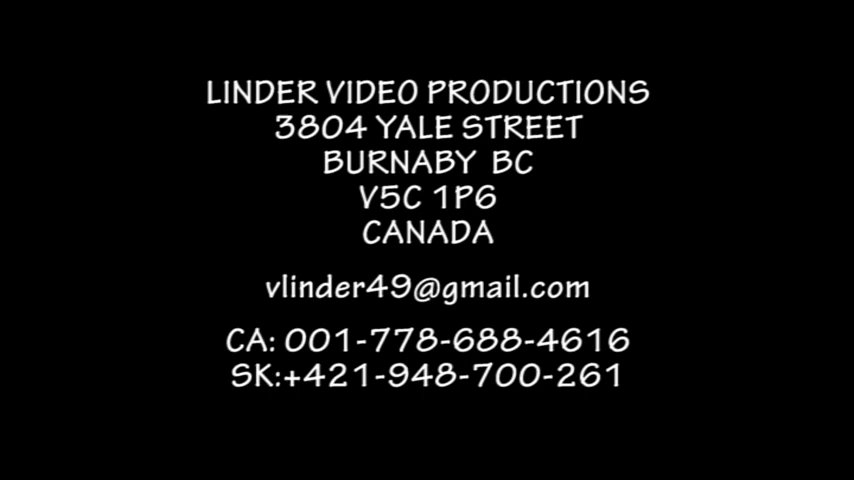 LINDER VIDEO PRODUCTIONS
3804 YALE STREET
BURNABY  BC
V5C 1P6
CANADA
vlinder49@gmail.com
CA: 001-778-688-4616
SK:+421-948-700-261